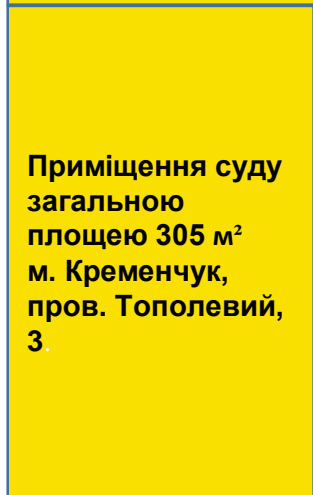 Приміщення суду
загальною
площею 305 м²
м. Кременчук,
пров. Тополевий,
3.